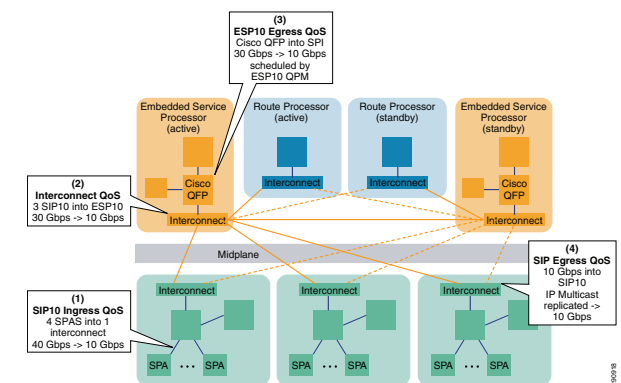 (3)
ESP10 Egress QoS
Cisco QFP into SPI
30 Gbps -> 10 Gbps
scheduled by
ESP10 QPM
Embedded Service
Processor
(active)
Route Processor
(active)
Route Processor
(standby)
Embedded Service
Processor
(standby)
Cisco
QFP
Interconnect
Interconnect
Cisco
QFP
(2)
Interconnect QoS
3 SIP10 into ESP10
30 Gbps -> 10 Gbps
Interconnect
Interconnect
Midplane
(4)
SIP Egress QoS
10 Gbps into
SIP10
IP Multicast
replicated ->
10 Gbps
(1)
SIP10 Ingress QoS
4 SPAS into 1
interconnect
40 Gbps -> 10 Gbps
Interconnect
Interconnect
Interconnect
SPA ••• SPA
SPA ••• SPA
SPA ••• SPA
90918